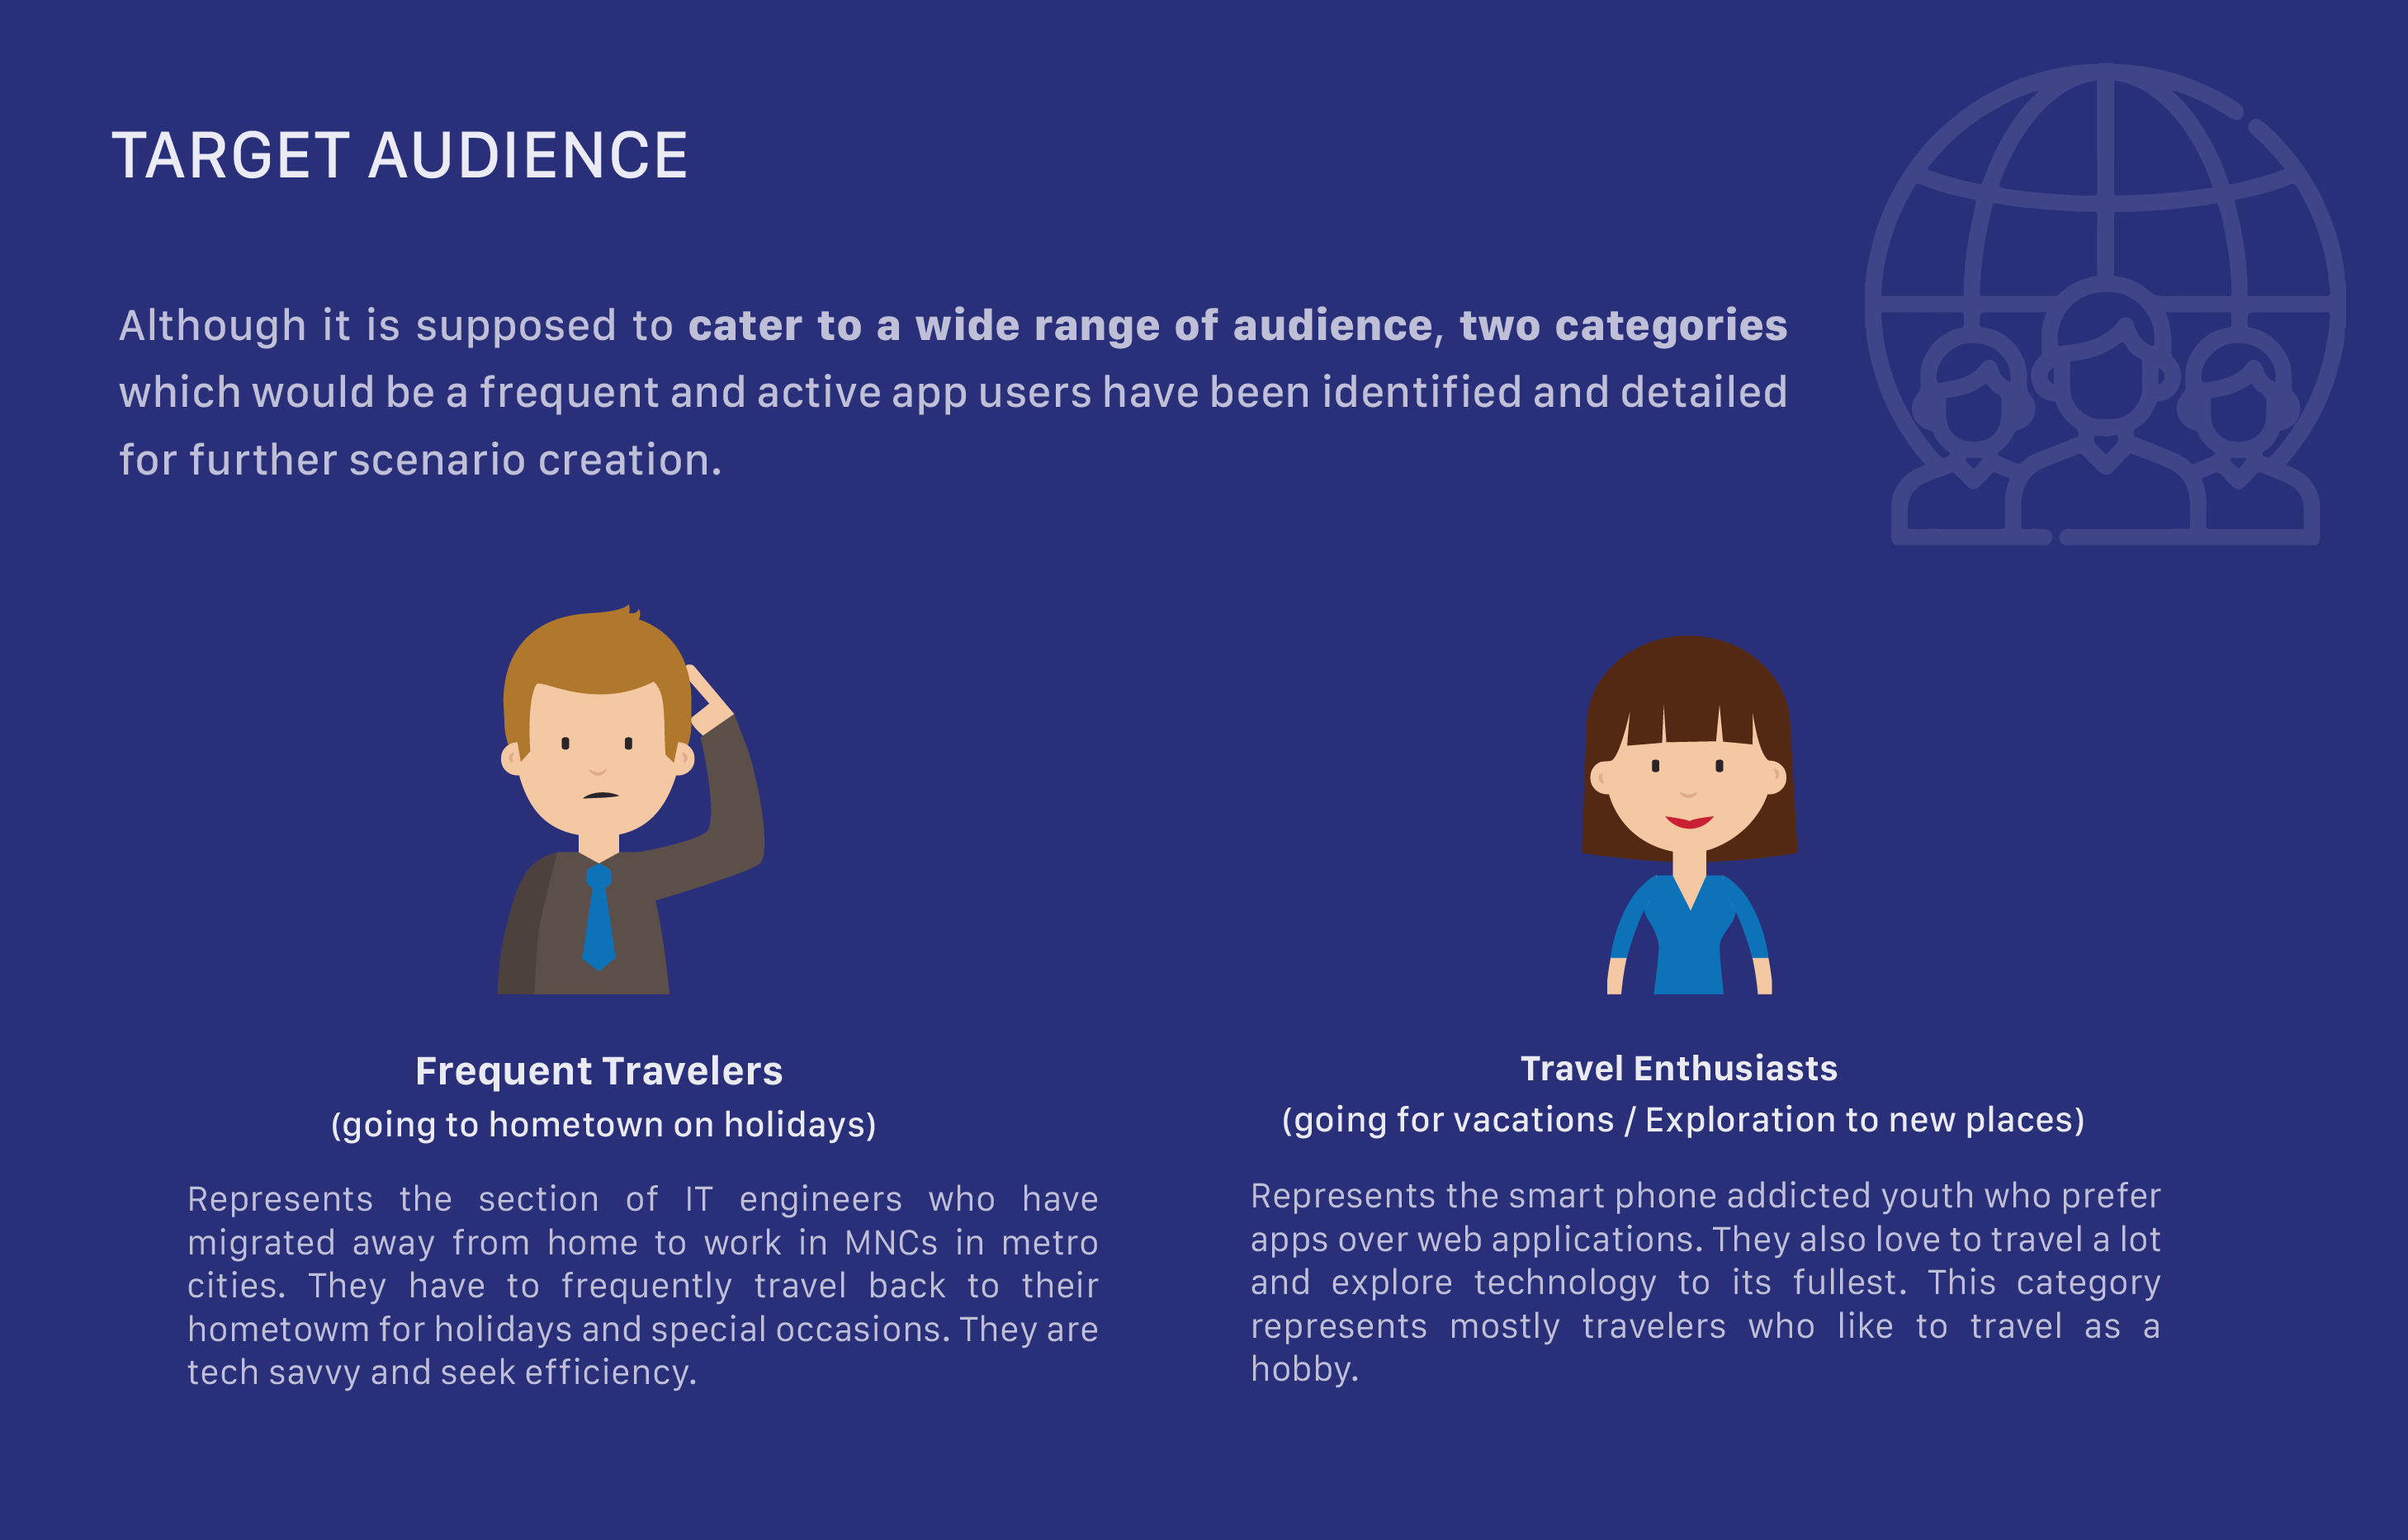 TARGET AUDIENCE
Although it is supposed to cater to a wide range of audience, two categories
which would be a frequent and active app users have been identified and detailed
for further scenario creation.
Frequent Travelers
(going to hometown on holidays)
Represents the section of IT engineers who have
migrated away from home to work in MNCs in metro
cities. They have to frequently travel back to their
hometowm for holidays and special occasions. They are
tech savvy and seek efficiency.
Travel Enthusiasts
(going for vacations / Exploration to new places)
Represents the smart phone addicted youth who prefer
apps over web applications. They also love to travel a lot
and explore technology to its fullest. This category
represents mostly travelers who like to travel as a
hobby.